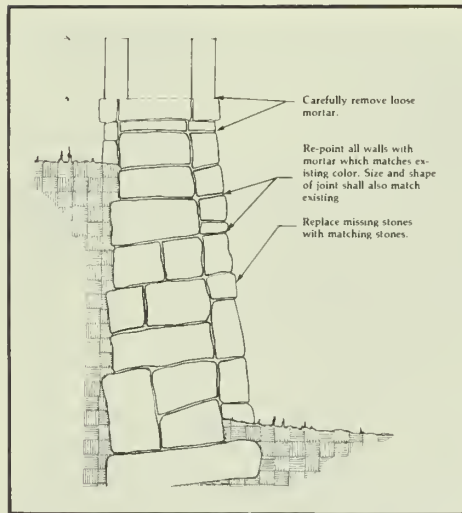 Carefully remove loose
mortar.
Re-point all walls with
mortar which matches ex-
isting color. Size and shape
of joint shall also match
existing
Replace missing stones
with matching stones.